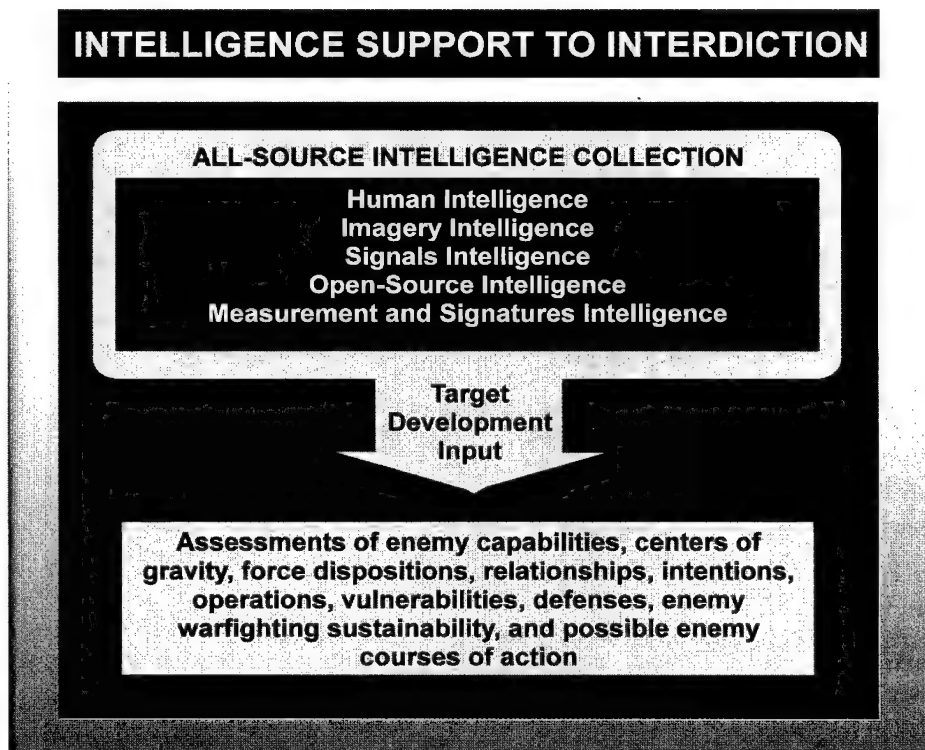 INTELLIGENCE SUPPORT TO INTERDICTION
ALL-SOURCE INTELLIGENCE COLLECTION
Human Intelligence
Imagery Intelligence
Signals Intelligence
Open-Source Intelligence
Measurement and Signatures Intelligence
Target
Development
Input
Assessments of enemy capabilities, centers of
gravity, force dispositions, relationships, intentions,
operations, vulnerabilities, defenses, enemy
warfighting sustainability, and possible enemy
courses of action